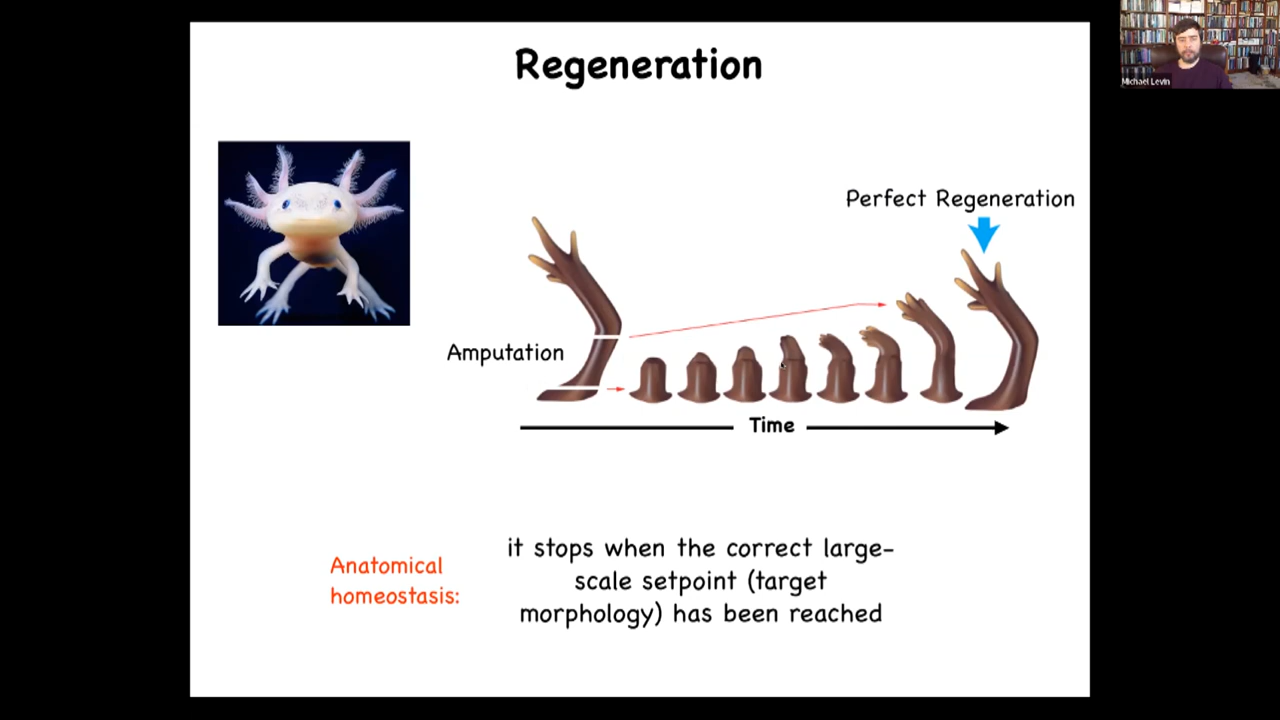 Regeneration
Michael Levin
Perfect Regeneration
Amputation
Time
Anatomical
homeostasis:
it stops when the correct large-
scale setpoint (target
morphology) has been reached